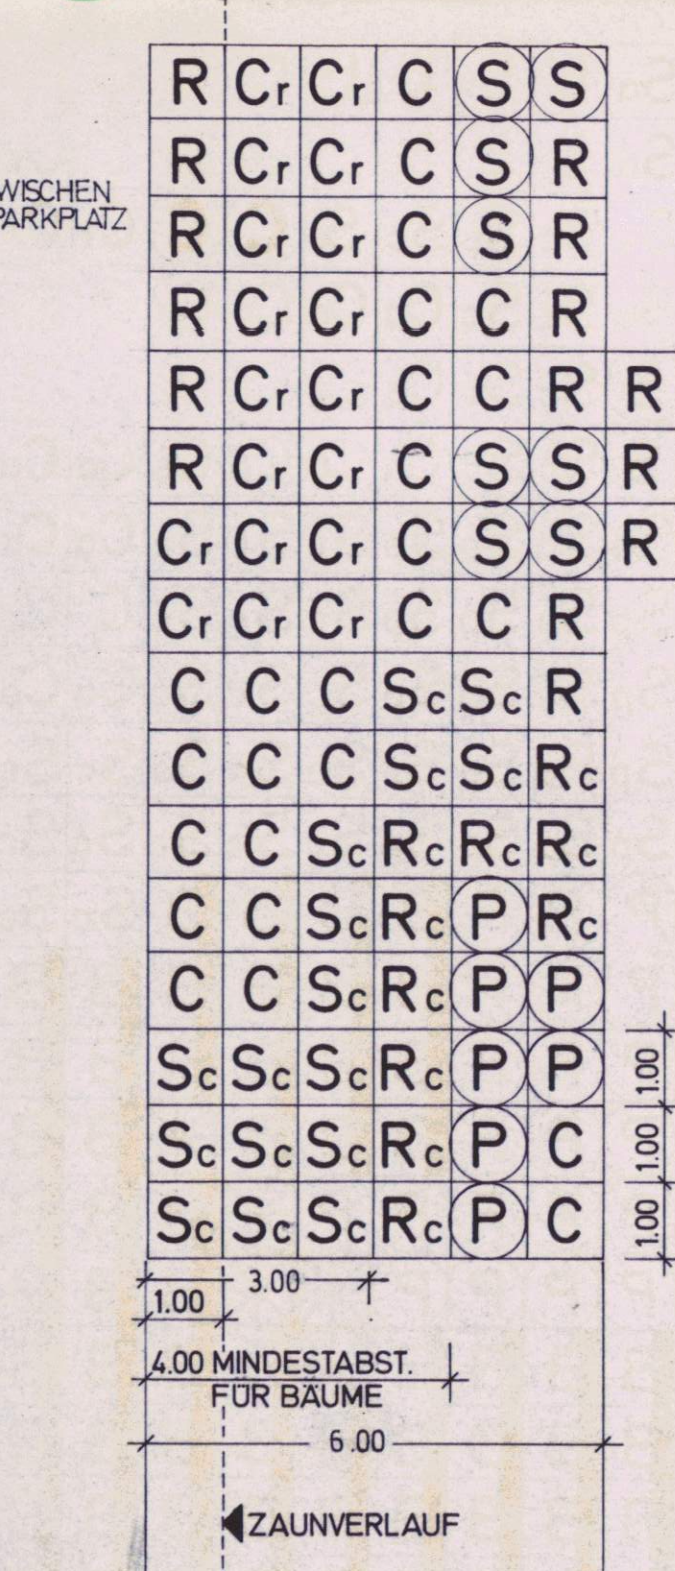 R Cr Cr C S S
R Cr Cr C S R
R Cr Cr C S R
R Cr Cr C C R
R Cr Cr C C R R
R Cr Cr C S S R
Cr Cr Cr C S S R
Cr Cr Cr C C R
C C C Sc Sc R
C C C Sc Sc Rc
C C Sc Rc Rc Rc
C C Sc Rc P Rc
C C Sc Rc P P
Sc Sc Sc Rc P P
Sc Sc Sc Rc P C
Sc Sc Sc Rc P C
WISCHEN
PARKPLATZ
1.00
1.00
1.00
3.00
1.00
4.00 MINDESTABST.
FÜR BÄUME
6.00
ZAUNVERLAUF